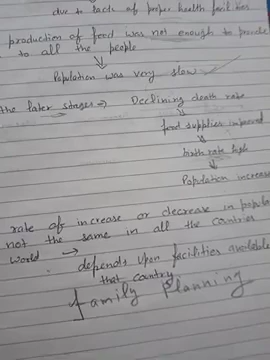 due to lack of proper health facilities
production of food was not enough to provide
to all the people
⇓
Population was very slow
the later stages ⇒ Declining death rate
⇓
food supplies improved
⇓
birth rate high
⇓
Population increase
rate of increase or decrease in popula
not the same in all the countries
world →
depends upon facilities available
that country
Family Planning